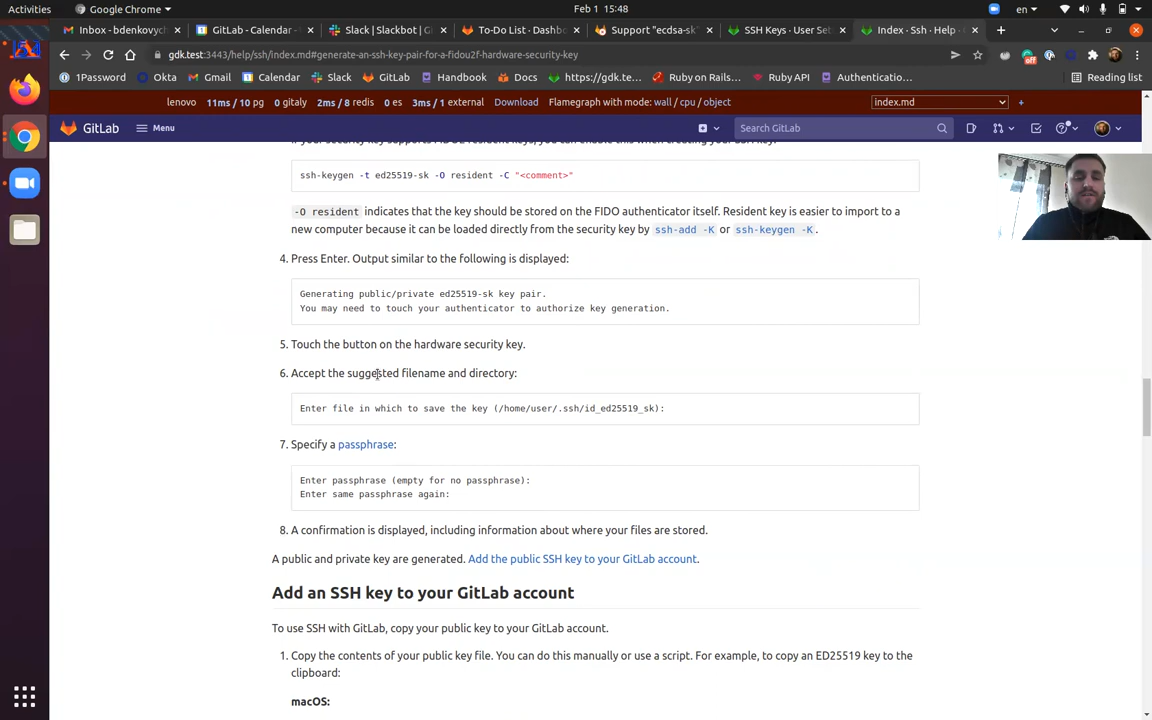 Activities
Google Chrome
Feb 1 15:48
en
Inbox - bdenkovych
GitLab - Calendar -
Slack | Slackbot | G
To-Do List · Dashbo
Support "ecdsa-sk"
SSH Keys · User Set
Index · Ssh · Help ·
gdk.test:3443/help/ssh/index.md#generate-an-ssh-key-pair-for-a-fidou2f-hardware-security-key
1Password
Okta
Gmail
Calendar
Slack
GitLab
Handbook
Docs
https://gdk.te...
Ruby on Rails...
Ruby API
Authenticatio...
Reading list
lenovo 11ms / 10 pg 0 gitaly 2ms / 8 redis 0 es 3ms / 1 external Download Flamegraph with mode: wall / cpu / object
index.md
+
GitLab
Menu
Search GitLab
ssh-keygen -t ed25519-sk -O resident -C "<comment>"
-O resident indicates that the key should be stored on the FIDO authenticator itself. Resident key is easier to import to a
new computer because it can be loaded directly from the security key by ssh-add -K or ssh-keygen -K.
4. Press Enter. Output similar to the following is displayed:
Generating public/private ed25519-sk key pair.
You may need to touch your authenticator to authorize key generation.
5. Touch the button on the hardware security key.
6. Accept the suggested filename and directory:
Enter file in which to save the key (/home/user/.ssh/id_ed25519_sk):
7. Specify a passphrase:
Enter passphrase (empty for no passphrase):
Enter same passphrase again:
8. A confirmation is displayed, including information about where your files are stored.
A public and private key are generated. Add the public SSH key to your GitLab account.
Add an SSH key to your GitLab account
To use SSH with GitLab, copy your public key to your GitLab account.
1. Copy the contents of your public key file. You can do this manually or use a script. For example, to copy an ED25519 key to the
clipboard:
macOS: